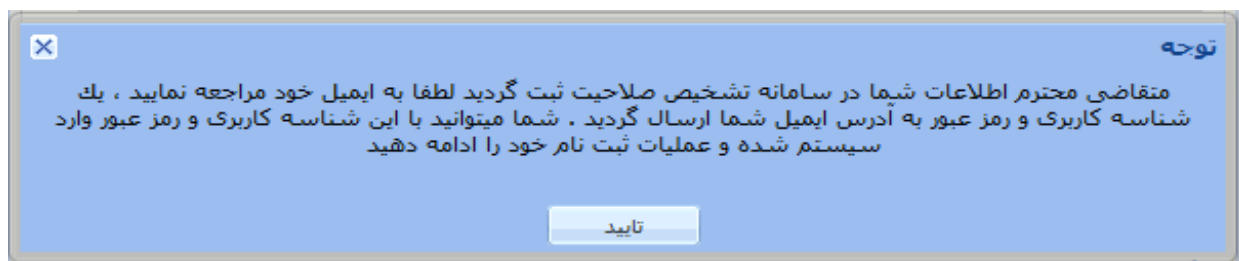 توجه
متقاضی محترم اطلاعات شما در سامانه تشخیص صلاحیت ثبت گردید لطفا به ایمیل خود مراجعه نمایید ، یك
شناسه کاربری و رمز عبور به آدرس ایمیل شما ارسال گردید . شما میتوانید با این شناسه کاربری و رمز عبور وارد
سیستم شده و عملیات ثبت نام خود را ادامه دهید
تایید